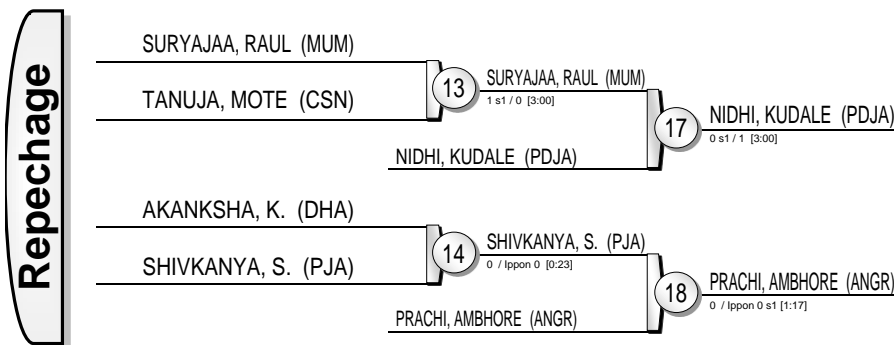 Repechage
SURYAJAA, RAUL (MUM)
TANUJA, MOTE (CSN)
13
SURYAJAA, RAUL (MUM)
1 s1 / 0 [3:00]
NIDHI, KUDALE (PDJA)
17
NIDHI, KUDALE (PDJA)
0 s1 / 1 [3:00]
AKANKSHA, K. (DHA)
SHIVKANYA, S. (PJA)
14
SHIVKANYA, S. (PJA)
0 / Ippon 0 [0:23]
PRACHI, AMBHORE (ANGR)
18
PRACHI, AMBHORE (ANGR)
0 / Ippon 0 s1 [1:17]